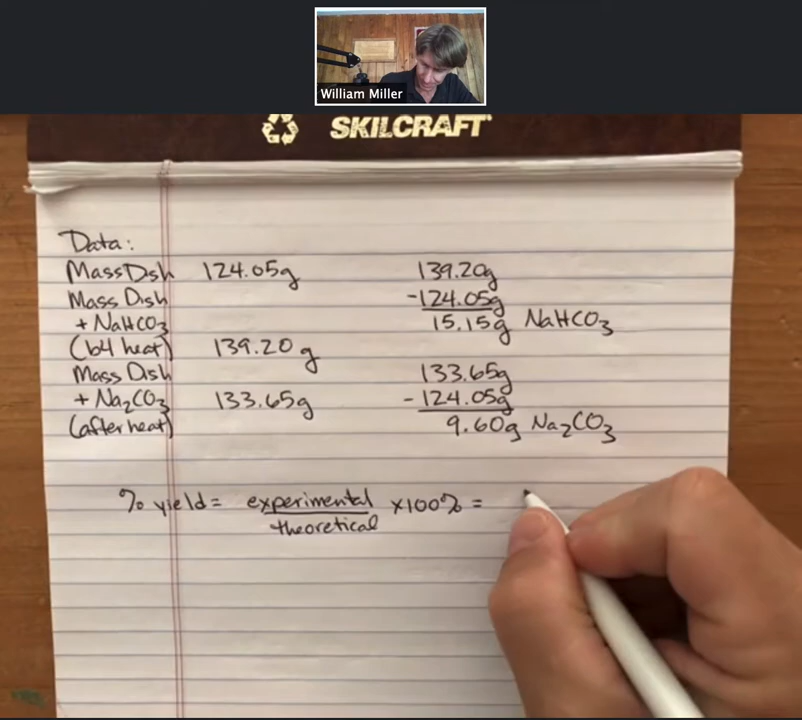 William Miller
SKILCRAFT
Data:
Mass Dsh 124.05g
Mass Dish
+ NaHCO3
(b4 heat) 139.20 g
Mass Dish
+ Na2CO3 133.65g
(after heat)
139.20g
-124.05g
15.15g NaHCO3
133.65g
- 124.05g
9.60g Na2CO3
% yield = experimental x100% =
theoretical